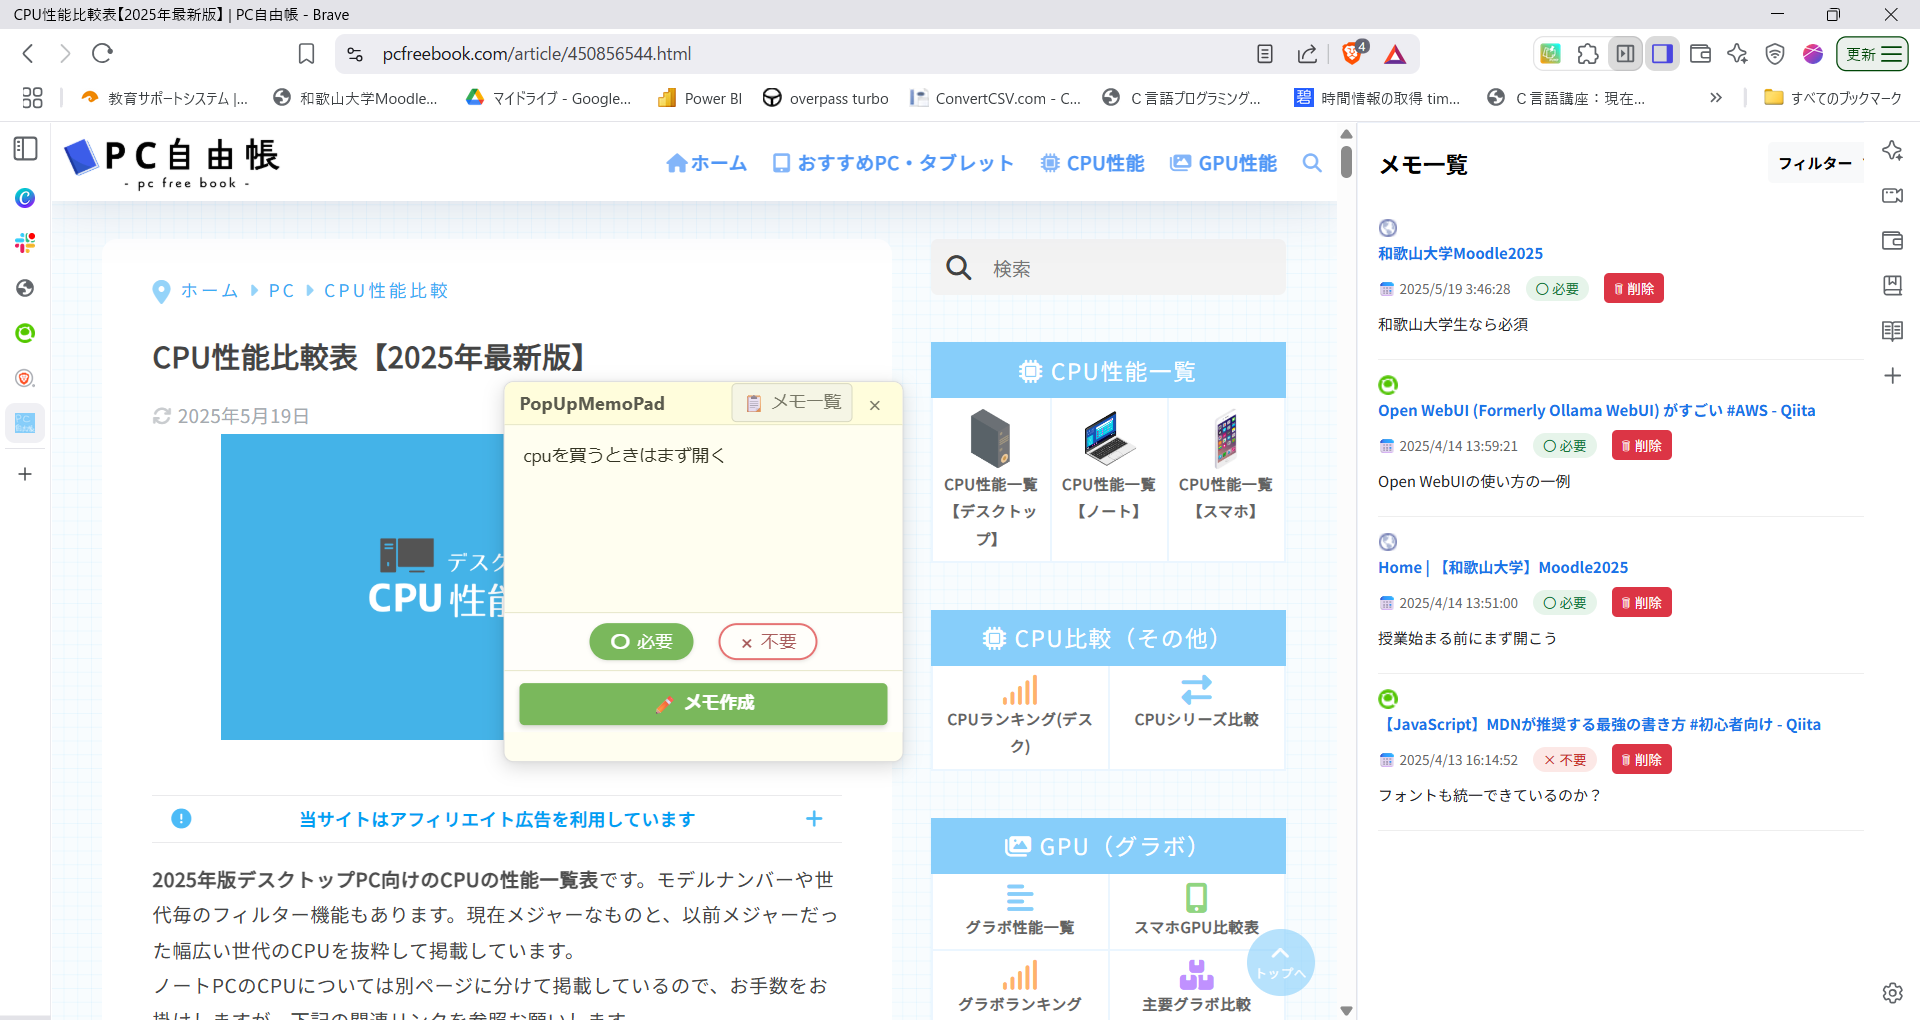 CPU性能比較表【2025年最新版】 | PC自由帳 - Brave
pcfreebook.com/article/450856544.html
4
更新
教育サポートシステム |...
和歌山大学Moodle...
マイドライブ - Google...
Power BI
overpass turbo
ConvertCSV.com - C...
C 言語プログラミング...
碧 時間情報の取得 tim...
C 言語講座：現在...
すべてのブックマーク
PC自由帳
- pc free book -
ホーム
おすすめPC・タブレット
CPU性能
GPU性能
ホーム
PC
CPU性能比較
CPU性能比較表【2025年最新版】
2025年5月19日
デスク
CPU 性能
PopUpMemoPad
メモ一覧
×
cpuを買うときはまず開く
〇 必要
× 不要
メモ作成
当サイトはアフィリエイト広告を利用しています
2025年版デスクトップPC向けのCPUの性能一覧表です。モデルナンバーや世
代毎のフィルター機能もあります。現在メジャーなものと、以前メジャーだっ
た幅広い世代のCPUを抜粋して掲載しています。
ノートPCのCPUについては別ページに分けて掲載しているので、お手数をお
掛けしますが、下記の関連リンクを参照お願いします。
検索
CPU性能一覧
CPU性能一覧
【デスクトッ
プ】
CPU性能一覧
【ノート】
CPU性能一覧
【スマホ】
CPU比較（その他）
CPUランキング(デス
ク)
CPUシリーズ比較
GPU（グラボ）
グラボ性能一覧
スマホGPU比較表
グラボランキング
主要グラボ比較
トップへ
メモ一覧
フィルター
和歌山大学Moodle2025
2025/5/19 3:46:28
〇 必要
削除
和歌山大学生なら必須
Open WebUI (Formerly Ollama WebUI) がすごい #AWS - Qiita
2025/4/14 13:59:21
〇 必要
削除
Open WebUIの使い方の一例
Home | 【和歌山大学】Moodle2025
2025/4/14 13:51:00
〇 必要
削除
授業始まる前にまず開こう
【JavaScript】MDNが推奨する最強の書き方 #初心者向け - Qiita
2025/4/13 16:14:52
× 不要
削除
フォントも統一できているのか？